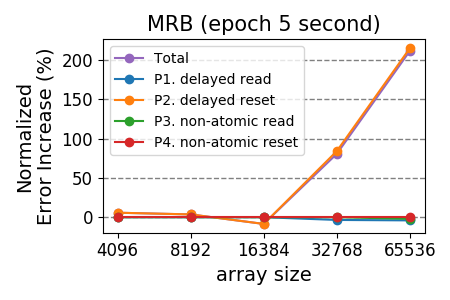 MRB (epoch 5 second)
Normalized
Error Increase (%)
200
150
100
50
0
Total
P1. delayed read
P2. delayed reset
P3. non-atomic read
P4. non-atomic reset
4096 8192 16384 32768 65536
array size